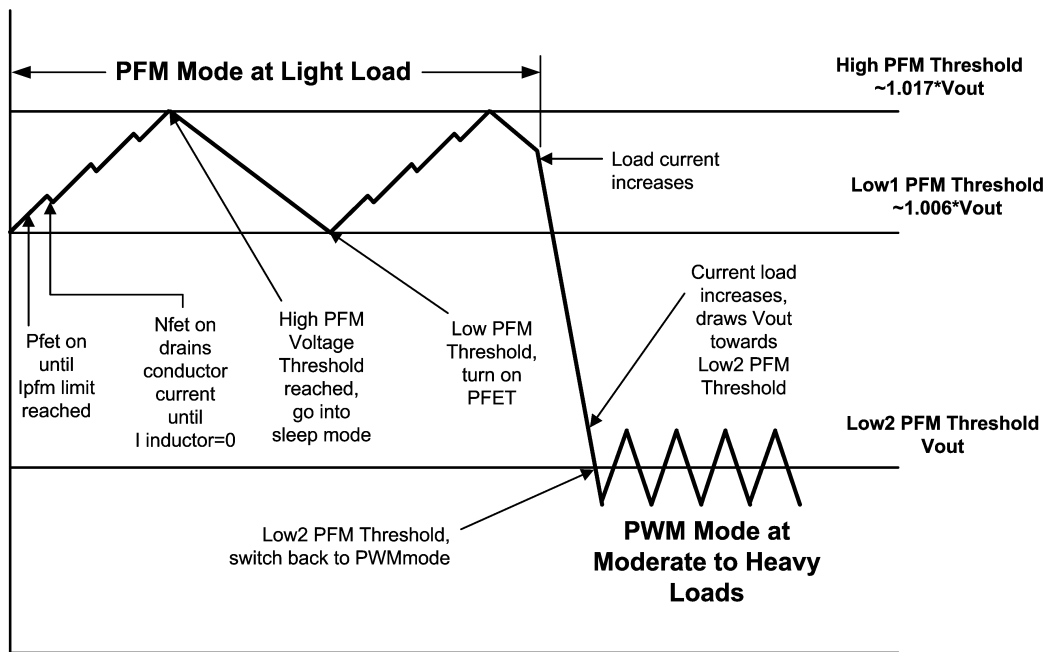 PFM Mode at Light Load
High PFM Threshold
~1.017*Vout
Load current
increases
Low1 PFM Threshold
~1.006*Vout
Pfet on
until
Ipfm limit
reached
Nfet on
drains
conductor
current
until
I inductor=0
High PFM
Voltage
Threshold
reached,
go into
sleep mode
Low PFM
Threshold,
turn on
PFET
Current load
increases,
draws Vout
towards
Low2 PFM
Threshold
Low2 PFM Threshold
Vout
Low2 PFM Threshold,
switch back to PWMmode
PWM Mode at
Moderate to Heavy
Loads